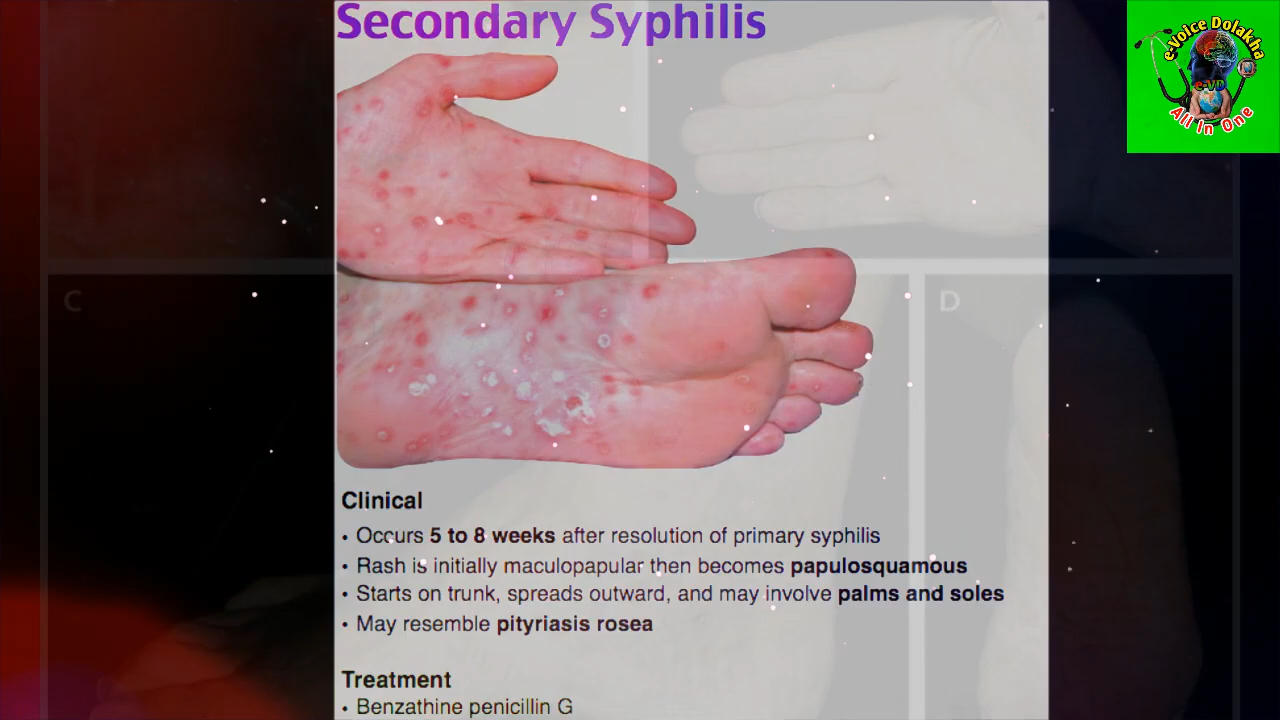 Secondary Syphilis
e-Voice Dolakha
e-VD
All in One
C
D
Clinical
• Occurs 5 to 8 weeks after resolution of primary syphilis
• Rash is initially maculopapular then becomes papulosquamous
• Starts on trunk, spreads outward, and may involve palms and soles
• May resemble pityriasis rosea
Treatment
• Benzathine penicillin G